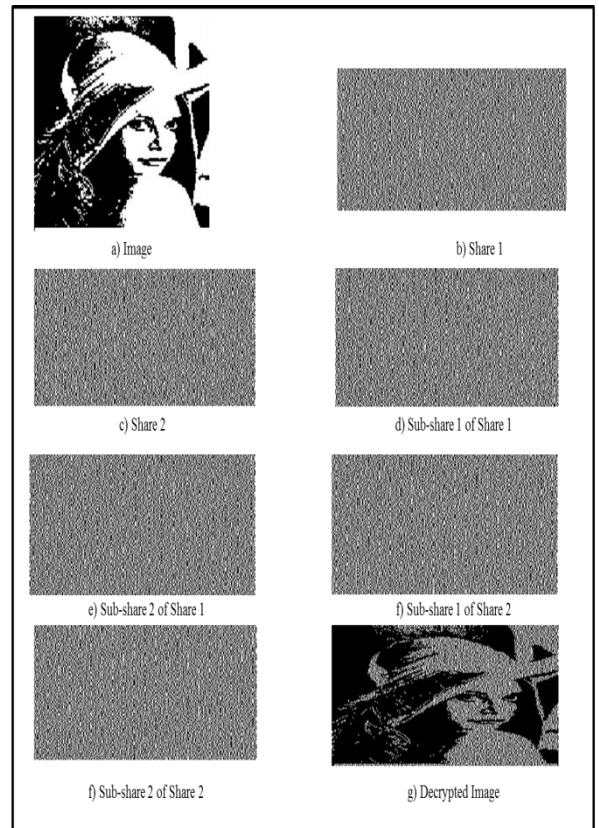 a) Image
b) Share 1
c) Share 2
d) Sub-share 1 of Share 1
e) Sub-share 2 of Share 1
f) Sub-share 1 of Share 2
f) Sub-share 2 of Share 2
g) Decrypted Image